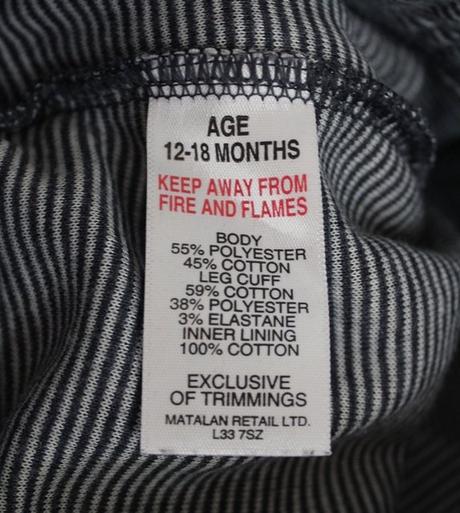 AGE
12-18 MONTHS
KEEP AWAY FROM
FIRE AND FLAMES
BODY
55% POLYESTER
45% COTTON
LEG CUFF
59% COTTON
38% POLYESTER
3% ELASTANE
INNER LINING
100% COTTON
EXCLUSIVE
OF TRIMMINGS
MATALAN RETAIL LTD.
L33 7SZ